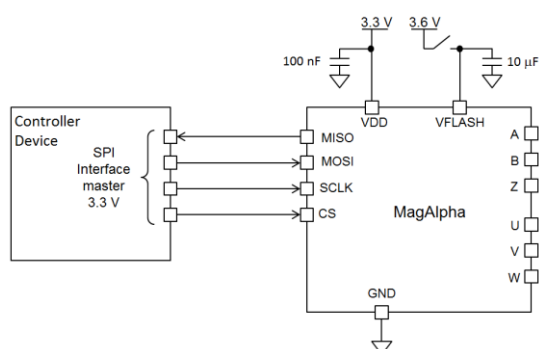 3.3 V
3.6 V
100 nF
10 µF
VDD
VFLASH
Controller
Device
SPI
Interface
master
3.3 V
MISO
MOSI
SCLK
CS
MagAlpha
A
B
Z
U
V
W
GND